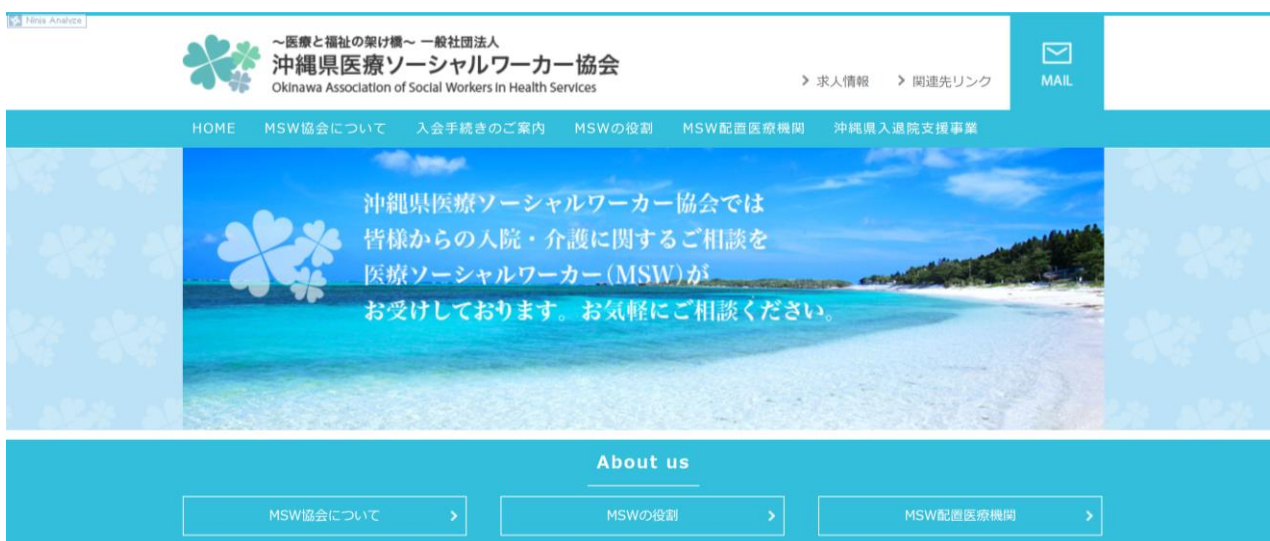 Ninja Analyze
～医療と福祉の架け橋～ 一般社団法人
沖縄県医療ソーシャルワーカー協会
Okinawa Association of Social Workers in Health Services
求人情報 関連先リンク
MAIL
HOME MSW協会について 入会手続きのご案内 MSWの役割 MSW配置医療機関 沖縄県入退院支援事業
沖縄県医療ソーシャルワーカー協会では
皆様からの入院・介護に関するご相談を
医療ソーシャルワーカー(MSW)が
お受けしております。お気軽にご相談ください。
About us
MSW協会について MSWの役割 MSW配置医療機関